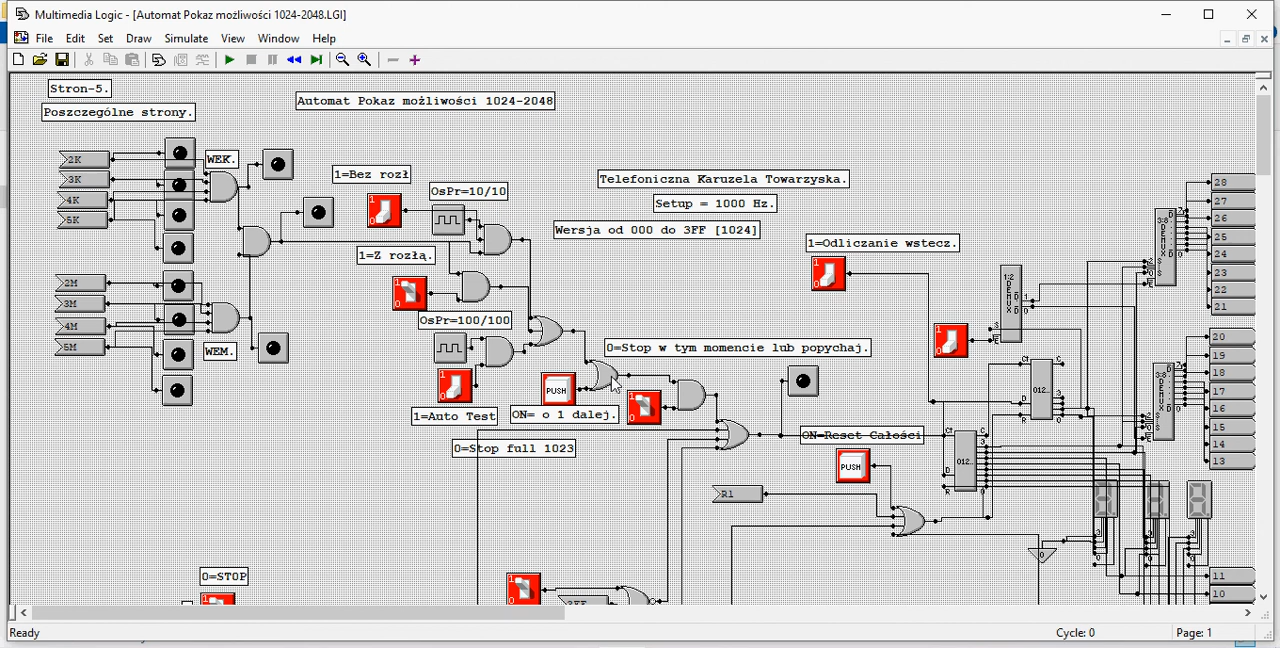 Multimedia Logic - [Automat Pokaz możliwości 1024-2048.LGI]
File Edit Set Draw Simulate View Window Help
Stron-5.
Poszczególne strony.
Automat Pokaz możliwości 1024-2048
2K
3K
4K
5K
WEK.
1=Bez rozł
OsPr=10/10
Telefoniczna Karuzela Towarzyska.
Setup = 1000 Hz.
Wersja od 000 do 3FF [1024]
1=Odliczanie wstecz.
28
27
26
25
24
23
22
21
1=Z rozłą.
2M
3M
4M
5M
WEM.
OsPr=100/100
0=Stop w tym momencie lub popychaj.
20
19
18
17
16
15
14
13
PUSH
1=Auto Test
ON= o 1 dalej.
0=Stop full 1023
ON=Reset Całości
PUSH
R1
012..
012..
0=STOP
3FF
11
10
Ready
Cycle: 0
Page: 1